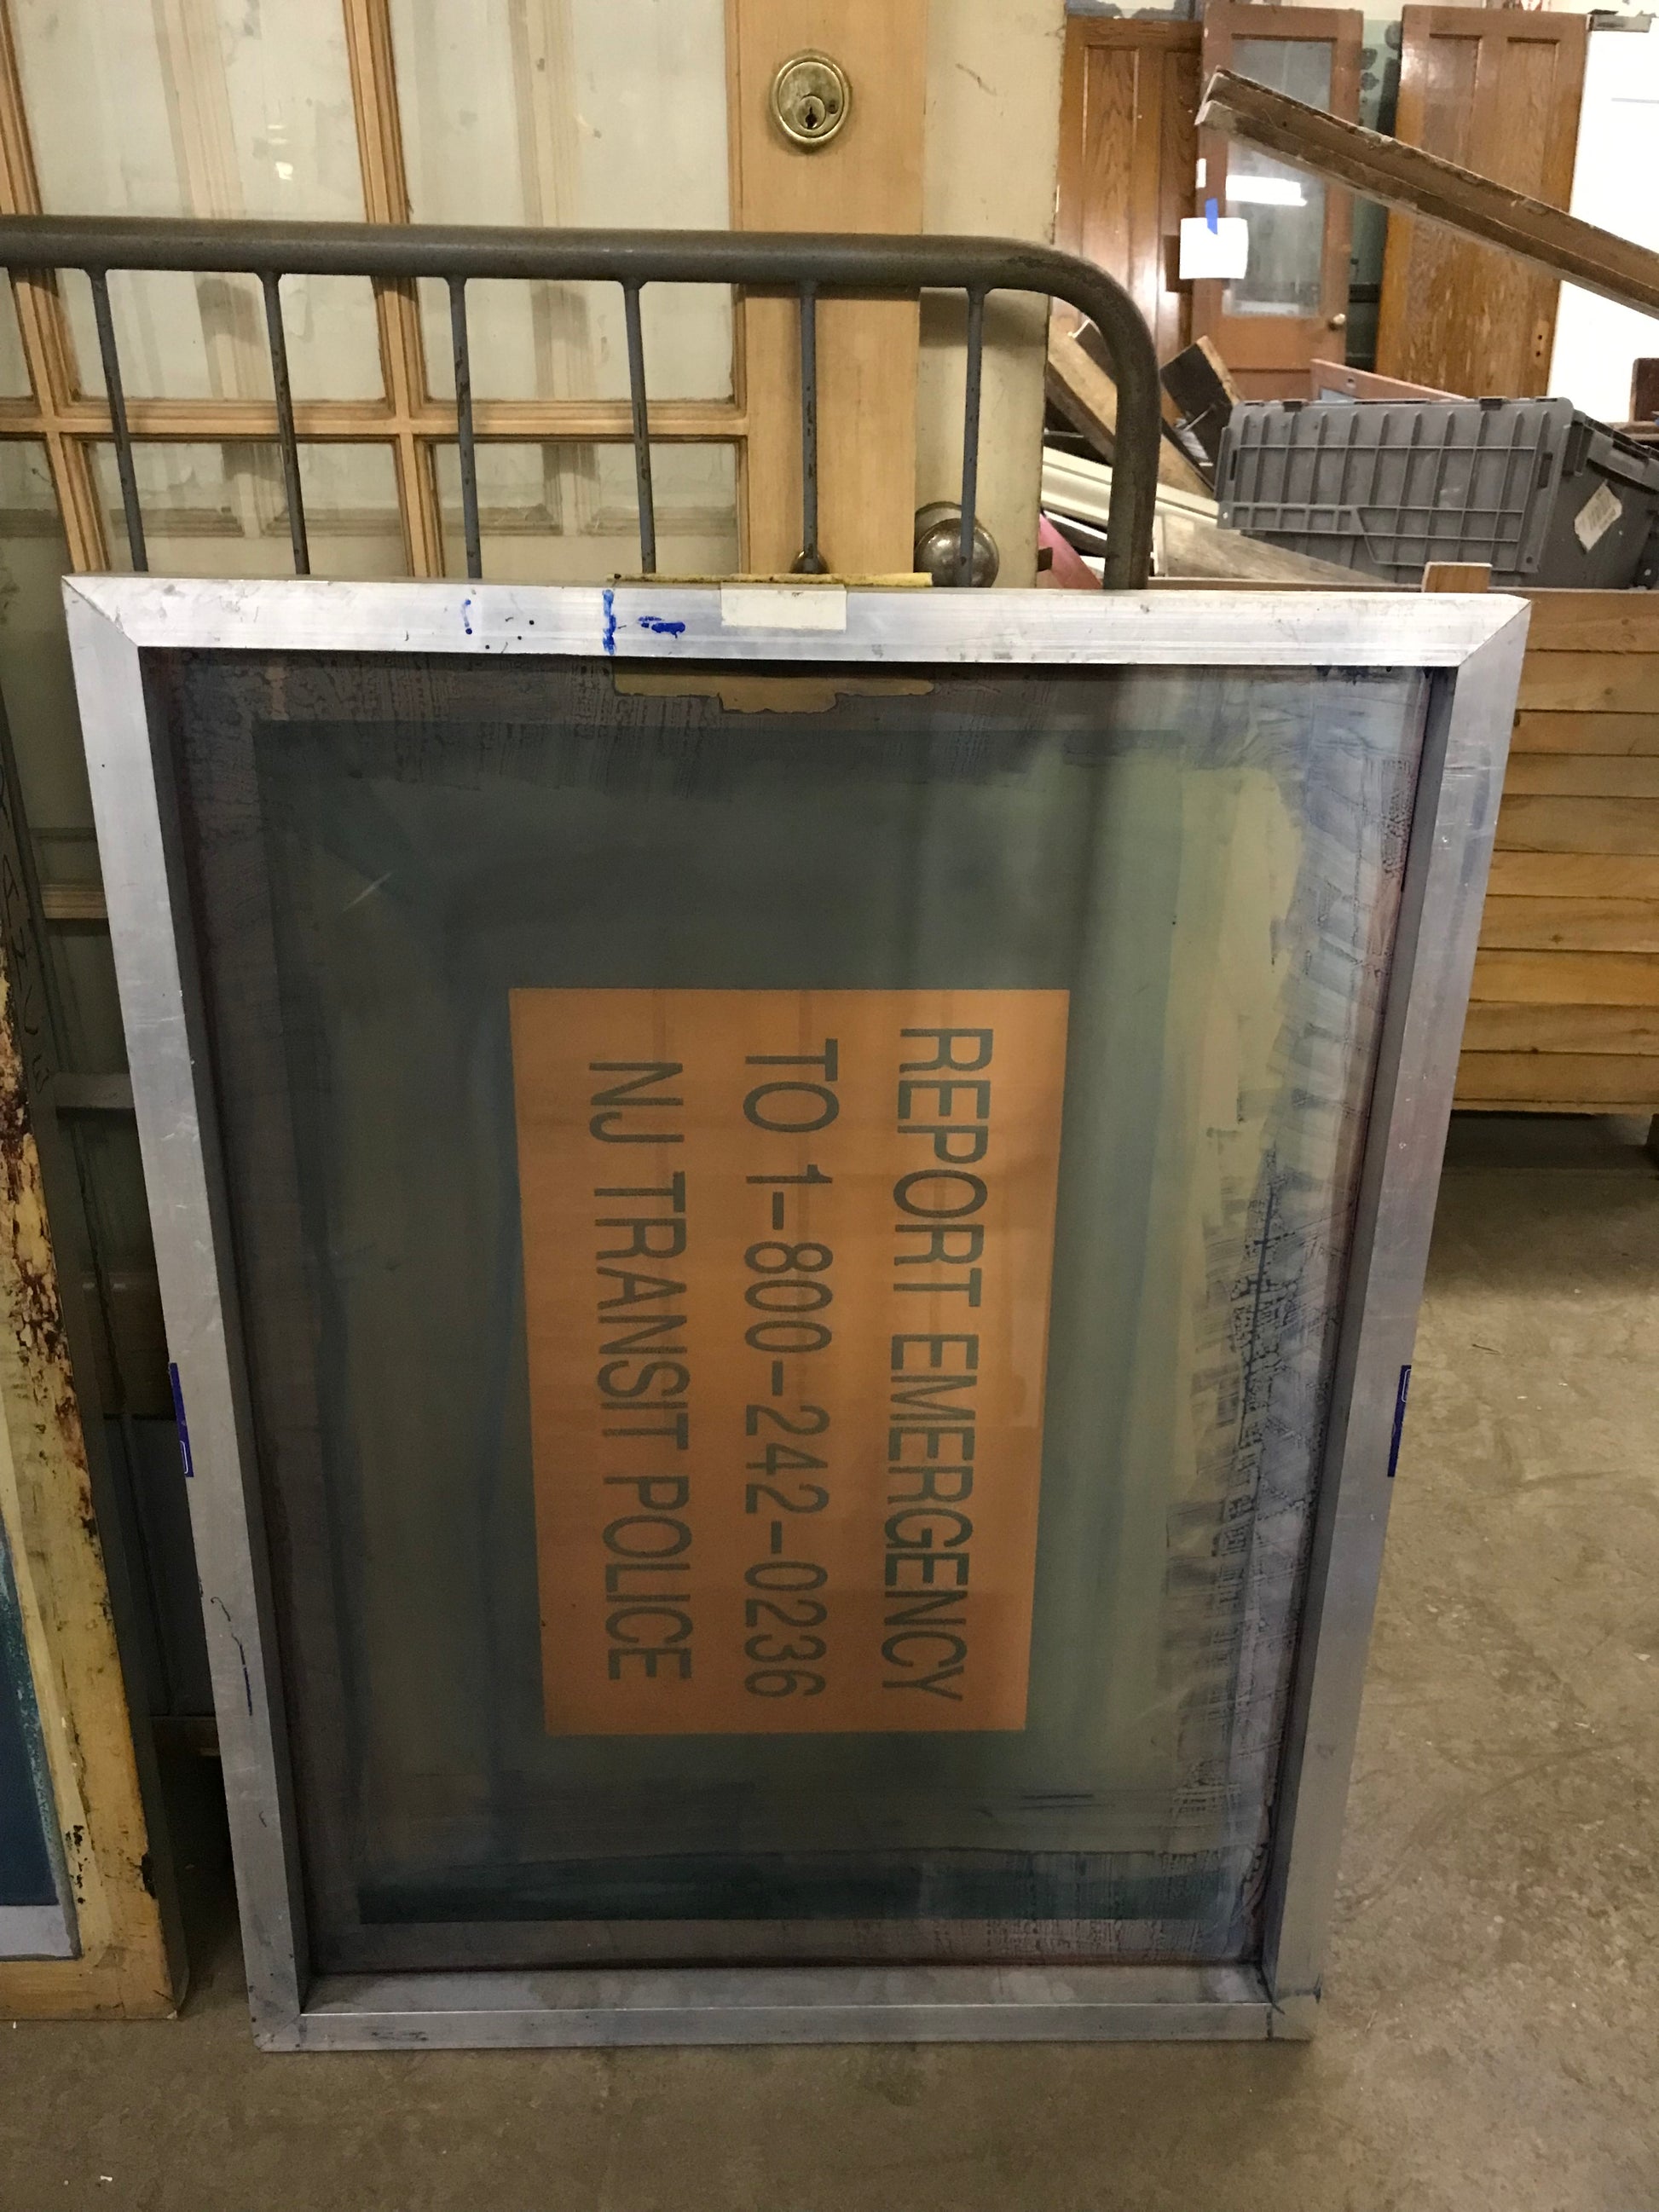 REPORT EMERGENCY
TO 1-800-242-0236
NJ TRANSIT POLICE